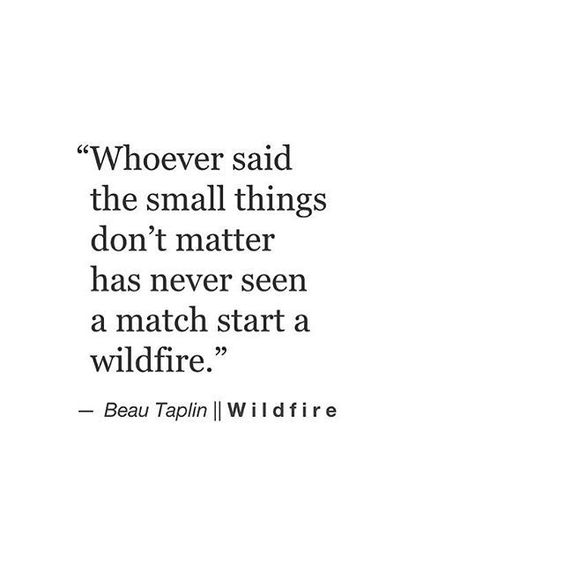 “Whoever said
the small things
don’t matter
has never seen
a match start a
wildfire.”
— Beau Taplin || Wildfire